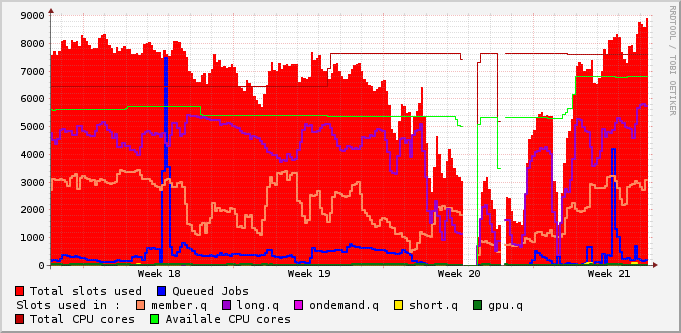 9000
8000
7000
6000
5000
4000
3000
2000
1000
0
Week 18 Week 19 Week 20 Week 21
RRDTOOL / TOBI OETIKER
Total slots used Queued Jobs
Slots used in : member.q long.q ondemand.q short.q gpu.q
Total CPU cores Availale CPU cores